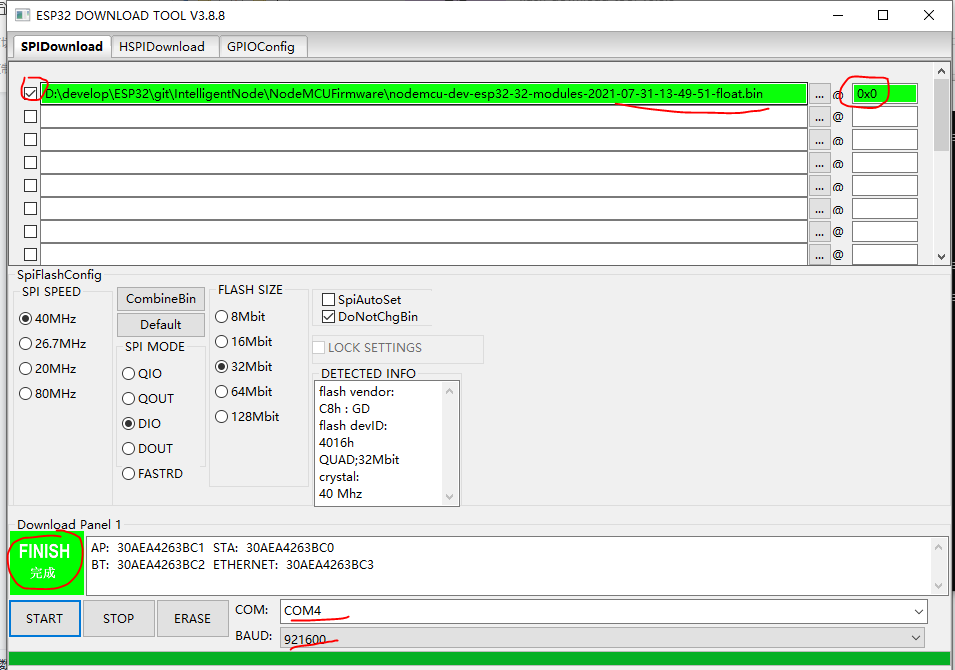 ESP32 DOWNLOAD TOOL V3.8.8
SPIDownload HSPIDownload GPIOConfig
D:\develop\ESP32\git\IntelligentNode\NodeMCUFirmware\nodemcu-dev-esp32-32-modules-2021-07-31-13-49-51-float.bin ... @ 0x0
... @
... @
... @
... @
... @
... @
... @
SpiFlashConfig
SPI SPEED
40MHz
26.7MHz
20MHz
80MHz
CombineBin
Default
SPI MODE
QIO
QOUT
DIO
DOUT
FASTRD
FLASH SIZE
8Mbit
16Mbit
32Mbit
64Mbit
128Mbit
SpiAutoSet
DoNotChgBin
LOCK SETTINGS
DETECTED INFO
flash vendor:
C8h : GD
flash devID:
4016h
QUAD;32Mbit
crystal:
40 Mhz
Download Panel 1
FINISH
完成
AP: 30AEA4263BC1 STA: 30AEA4263BC0
BT: 30AEA4263BC2 ETHERNET: 30AEA4263BC3
START STOP ERASE
COM: COM4
BAUD: 921600